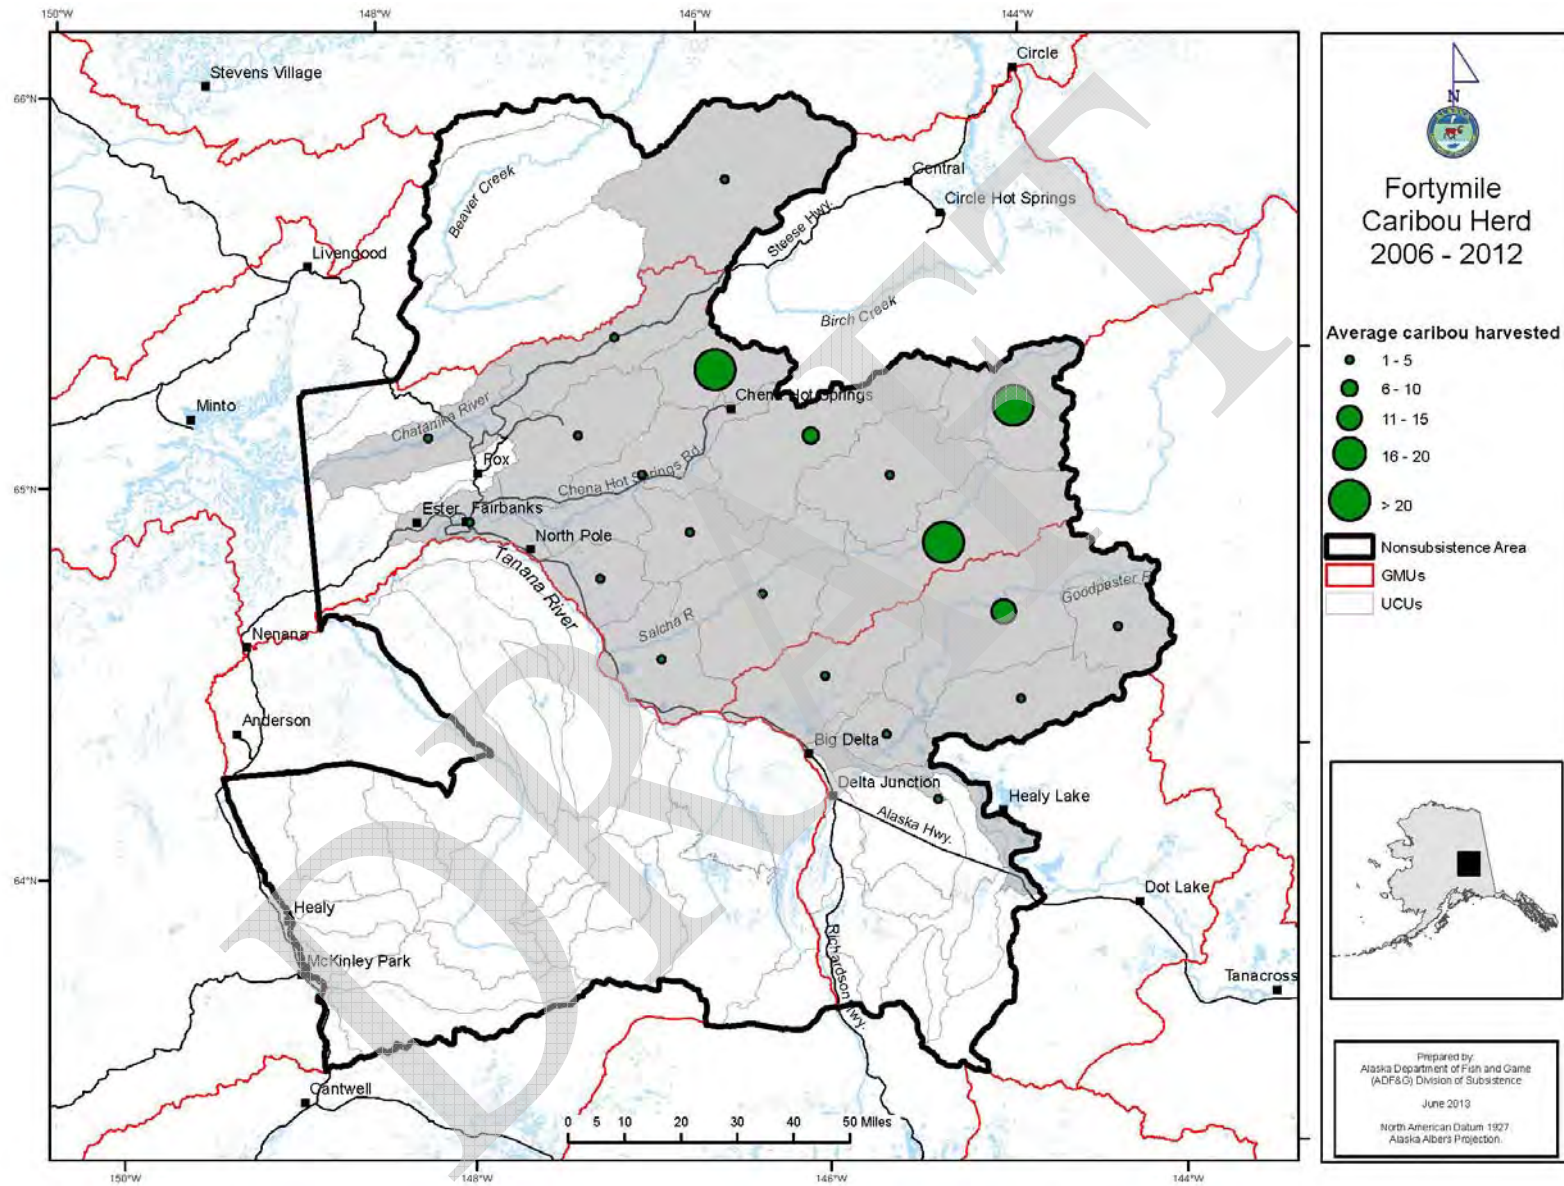 150°W
148°W
146°W
144°W
Circle
Stevens Village
66°N
N
Central
Beaver Creek
Circle Hot Springs
Fortymile
Caribou Herd
2006 - 2012
Steese Hwy.
Livengood
Birch Creek
Average caribou harvested
1 - 5
6 - 10
11 - 15
16 - 20
> 20
Nonsubsistence Area
GMUs
UCUs
Minto
Chatanika River
Chena Hot Springs
Fox
Chena Hot Springs Rd.
65°N
Ester
Fairbanks
North Pole
Tanana River
Goodpaster R.
Salcha R.
Nenana
Anderson
Big Delta
Delta Junction
Healy Lake
Alaska Hwy.
64°N
Dot Lake
Healy
McKinley Park
Richardson Hwy.
Tanacross
Cantwell
0 5 10 20 30 40 50 Miles
Prepared by:
Alaska Department of Fish and Game
(ADF&G) Division of Subsistence
June 2013
North American Datum 1927
Alaska Albers Projection.
150°W
148°W
146°W
144°W
DRAFT